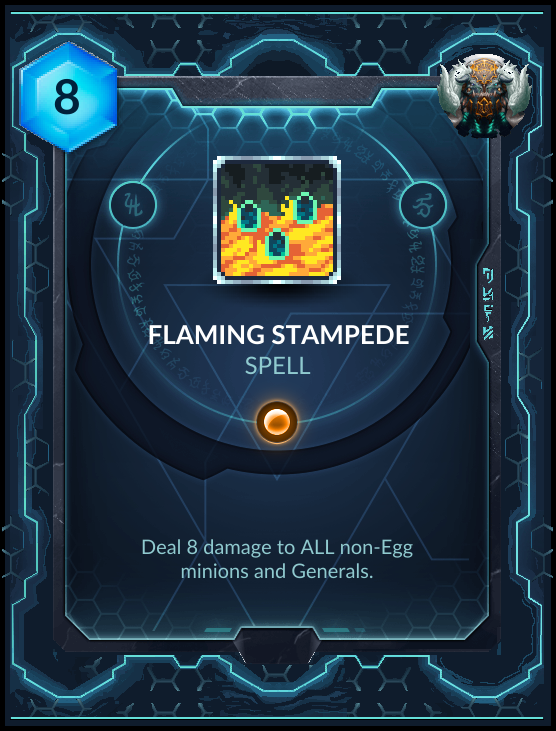 8
FLAMING STAMPEDE
SPELL
Deal 8 damage to ALL non-Egg
minions and Generals.